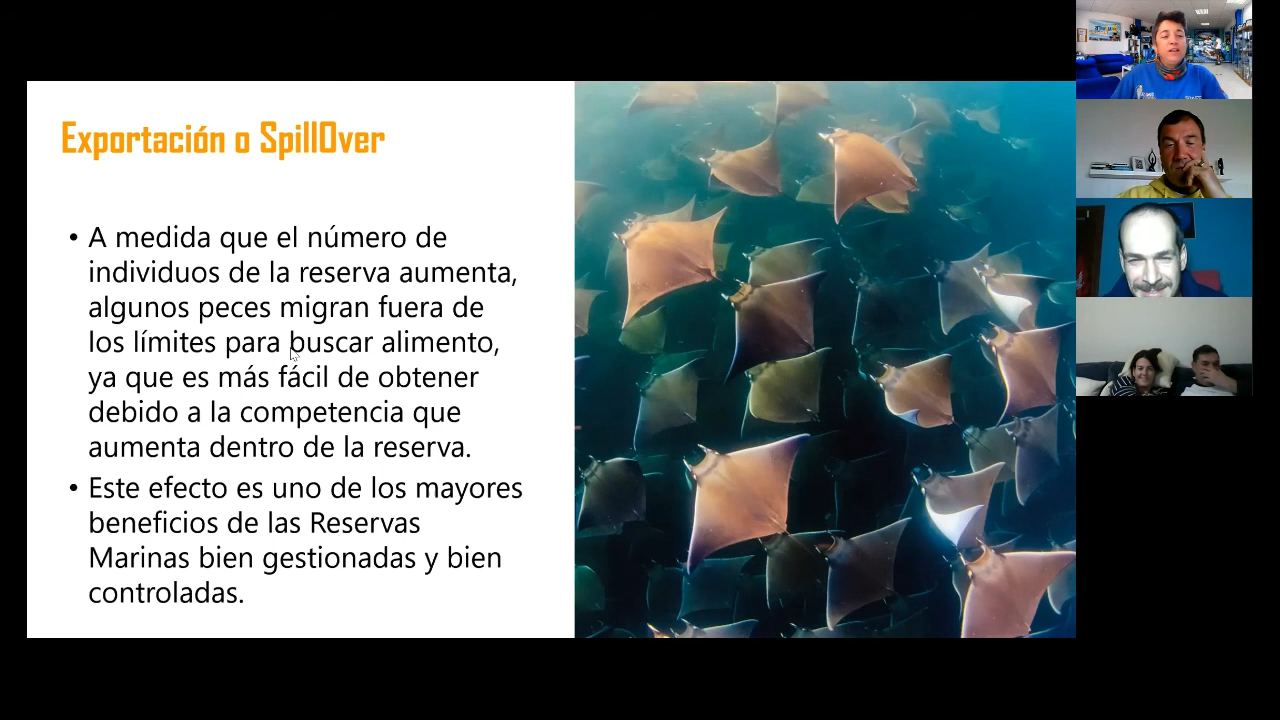 Exportación o SpillOver
• A medida que el número de
individuos de la reserva aumenta,
algunos peces migran fuera de
los límites para buscar alimento,
ya que es más fácil de obtener
debido a la competencia que
aumenta dentro de la reserva.
• Este efecto es uno de los mayores
beneficios de las Reservas
Marinas bien gestionadas y bien
controladas.